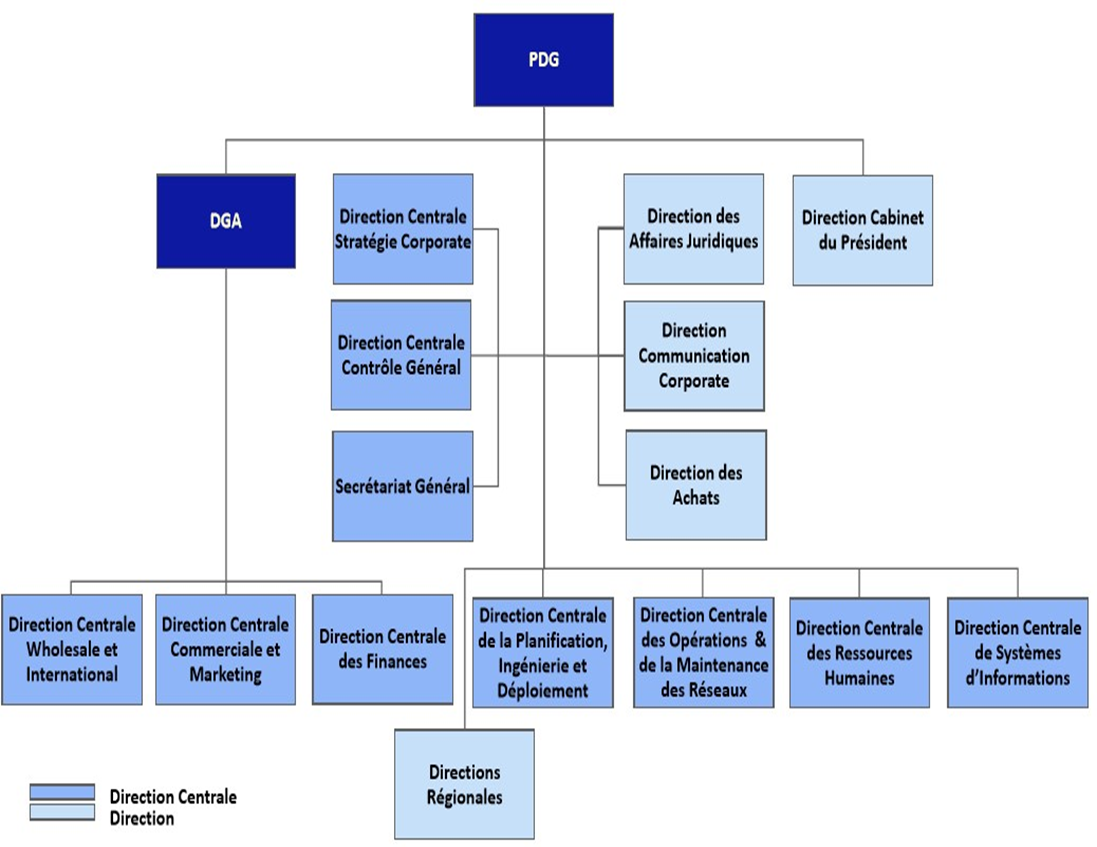 PDG
DGA
Direction Centrale
Stratégie Corporate
Direction des
Affaires Juridiques
Direction Cabinet
du Président
Direction Centrale
Contrôle Général
Direction
Communication
Corporate
Secrétariat Général
Direction des
Achats
Direction Centrale
Wholesale et
International
Direction Centrale
Commerciale et
Marketing
Direction Centrale
des Finances
Direction Centrale
de la Planification,
Ingénierie et
Déploiement
Direction Centrale
des Opérations &
de la Maintenance
des Réseaux
Direction Centrale
des Ressources
Humaines
Direction Centrale
de Systèmes
d'Informations
Directions
Régionales
Direction Centrale
Direction